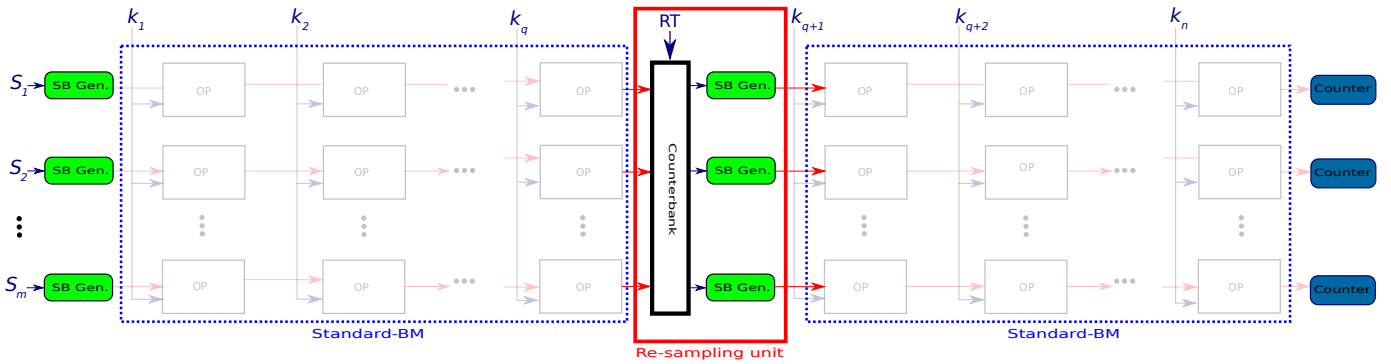 k1 k2 kq RT kq+1 kq+2 kn
S1 SB Gen. OP OP ••• OP SB Gen. OP OP ••• OP Counter
S2 SB Gen. OP OP ••• OP Counterbank SB Gen. OP OP ••• OP Counter
Sm SB Gen. OP OP ••• OP SB Gen. OP OP ••• OP Counter
Standard-BM Standard-BM
Re-sampling unit